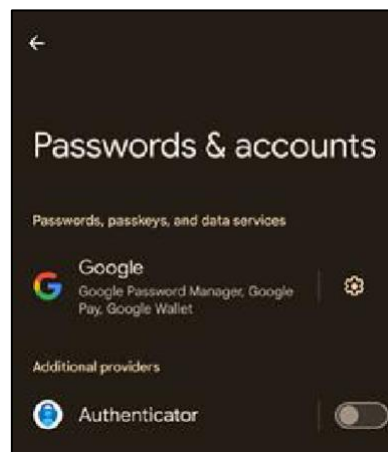 Passwords & accounts
Passwords, passkeys, and data services
Google
Google Password Manager, Google
Pay, Google Wallet
Additional providers
Authenticator